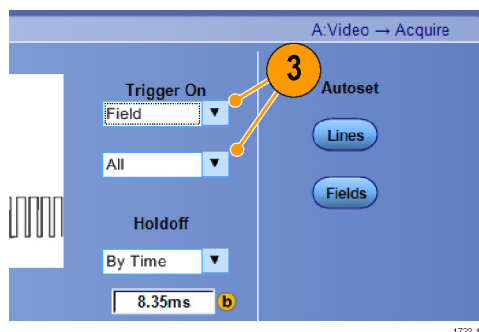 A:Video → Acquire
3
Trigger On
Autoset
Field
Lines
All
Fields
Holdoff
By Time
8.35ms
b